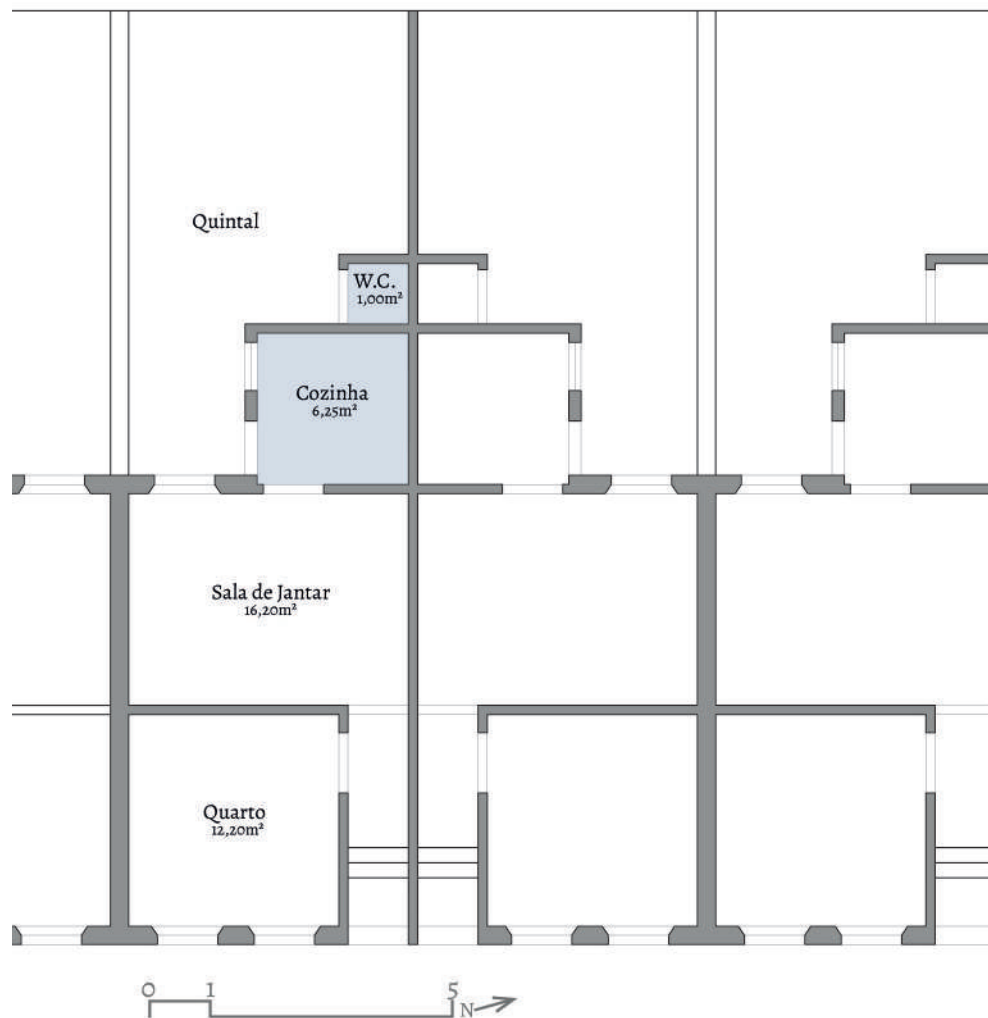 Quintal
W.C.
1,00m²
Cozinha
6,25m²
Sala de Jantar
16,20m²
Quarto
12,20m²
0 1 5 N